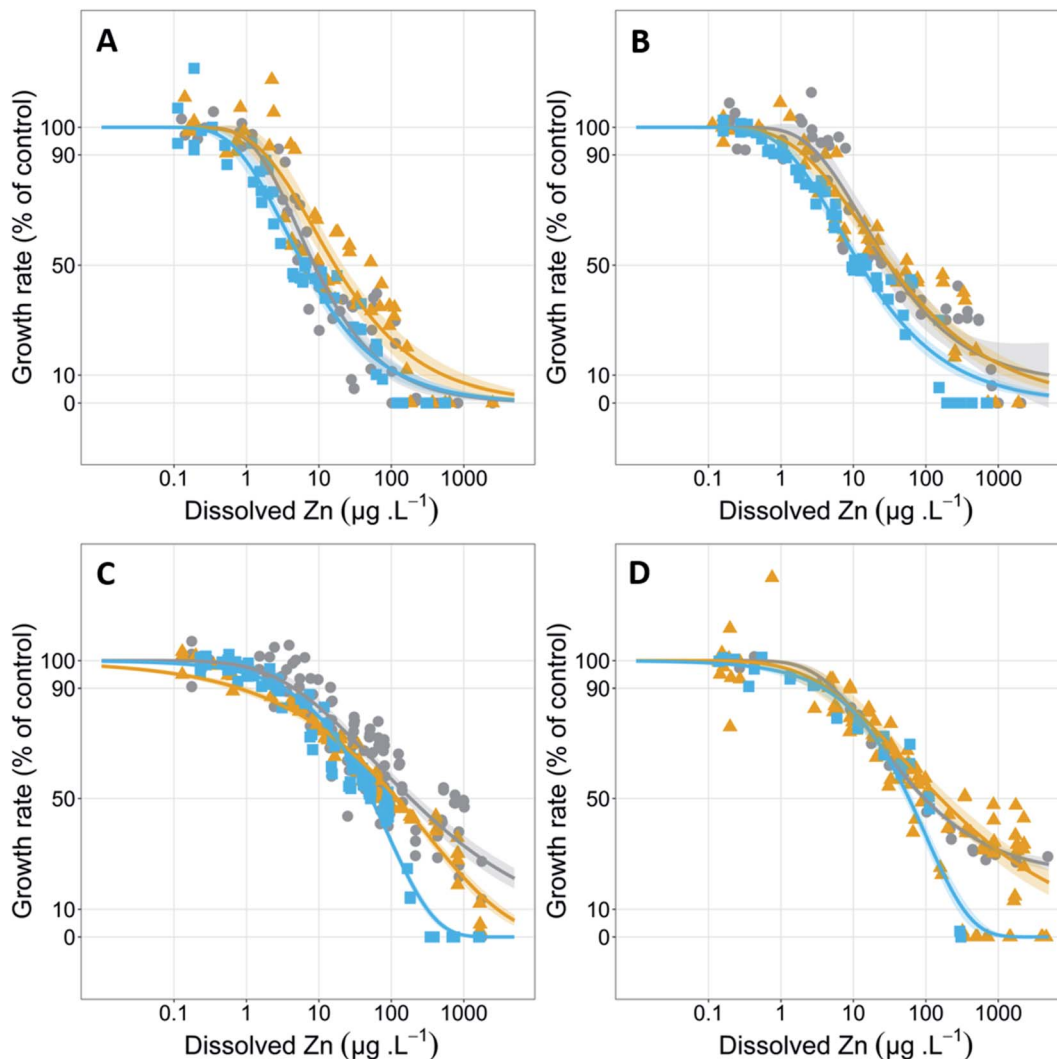 A
Growth rate (% of control)
100
90
50
10
0
0.1 1 10 100 1000
Dissolved Zn (µg .L⁻¹)
B
Growth rate (% of control)
100
90
50
10
0
0.1 1 10 100 1000
Dissolved Zn (µg .L⁻¹)
C
Growth rate (% of control)
100
90
50
10
0
0.1 1 10 100 1000
Dissolved Zn (µg .L⁻¹)
D
Growth rate (% of control)
100
90
50
10
0
0.1 1 10 100 1000
Dissolved Zn (µg .L⁻¹)